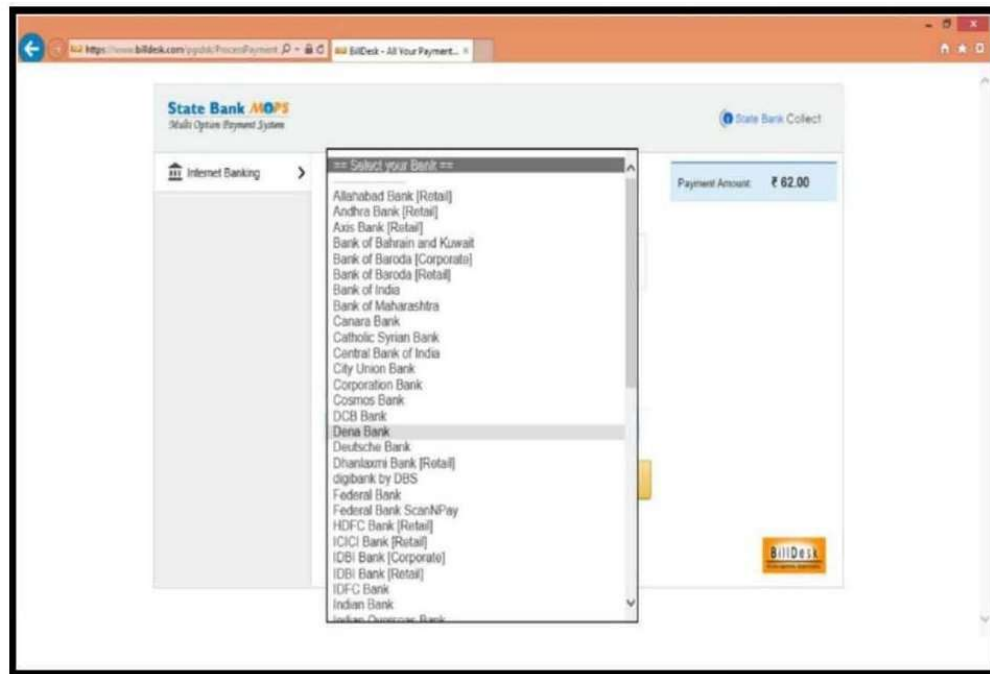 https://www.billdesk.com/pgidsk/ProcessPayment
BillDesk - All Your Payment...
State Bank MOPS
Multi Option Payment System
State Bank Collect
Internet Banking
Payment Amount: ₹ 62.00
== Select your Bank ==
Allahabad Bank [Retail]
Andhra Bank [Retail]
Axis Bank [Retail]
Bank of Bahrain and Kuwait
Bank of Baroda [Corporate]
Bank of Baroda [Retail]
Bank of India
Bank of Maharashtra
Canara Bank
Catholic Syrian Bank
Central Bank of India
City Union Bank
Corporation Bank
Cosmos Bank
DCB Bank
Dena Bank
Deutsche Bank
Dhanlaxmi Bank [Retail]
digibank by DBS
Federal Bank
Federal Bank ScanNPay
HDFC Bank [Retail]
ICICI Bank [Retail]
IDBI Bank [Corporate]
IDBI Bank [Retail]
IDFC Bank
Indian Bank
Indian Overseas Bank
BillDesk